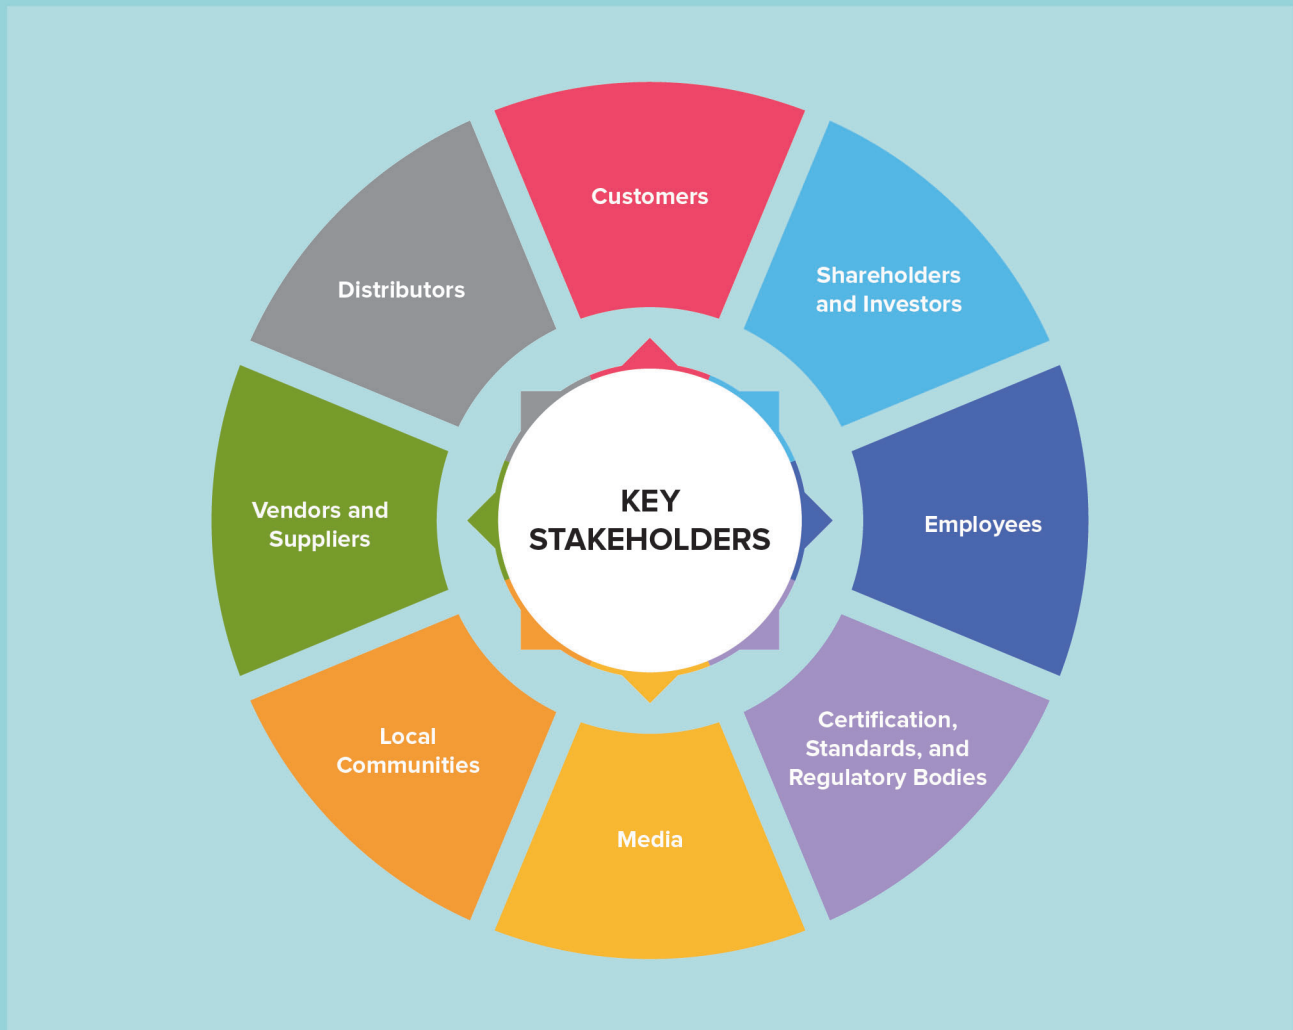 Customers
Shareholders
and Investors
Employees
Certification,
Standards, and
Regulatory Bodies
Media
Local
Communities
Vendors and
Suppliers
Distributors
KEY
STAKEHOLDERS